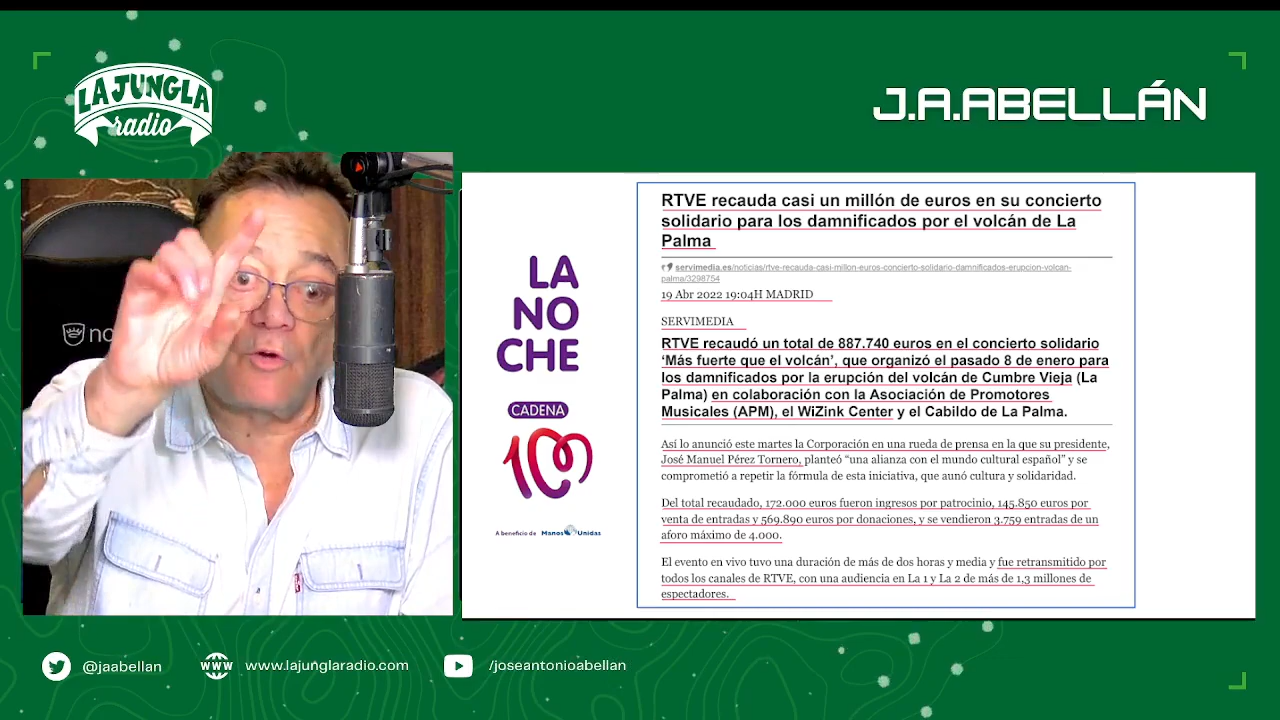 LA JUNGLA
radio
J.A.ABELLÁN
LA
NO
CHE
CADENA
100
A beneficio de Manos Unidas
RTVE recauda casi un millón de euros en su concierto
solidario para los damnificados por el volcán de La
Palma
servimedia.es/noticias/rtve-recauda-casi-millon-euros-concierto-solidario-damnificados-erupcion-volcan-
palma/3298754
19 Abr 2022 19:04H MADRID
SERVIMEDIA
RTVE recaudó un total de 887.740 euros en el concierto solidario
‘Más fuerte que el volcán’, que organizó el pasado 8 de enero para
los damnificados por la erupción del volcán de Cumbre Vieja (La
Palma) en colaboración con la Asociación de Promotores
Musicales (APM), el WiZink Center y el Cabildo de La Palma.
Así lo anunció este martes la Corporación en una rueda de prensa en la que su presidente,
José Manuel Pérez Tornero, planteó “una alianza con el mundo cultural español” y se
comprometió a repetir la fórmula de esta iniciativa, que aunó cultura y solidaridad.
Del total recaudado, 172.000 euros fueron ingresos por patrocinio, 145.850 euros por
venta de entradas y 569.890 euros por donaciones, y se vendieron 3.759 entradas de un
aforo máximo de 4.000.
El evento en vivo tuvo una duración de más de dos horas y media y fue retransmitido por
todos los canales de RTVE, con una audiencia en La 1 y La 2 de más de 1,3 millones de
espectadores.
@jaabellan
www.lajunglaradio.com
/joseantonioabellan